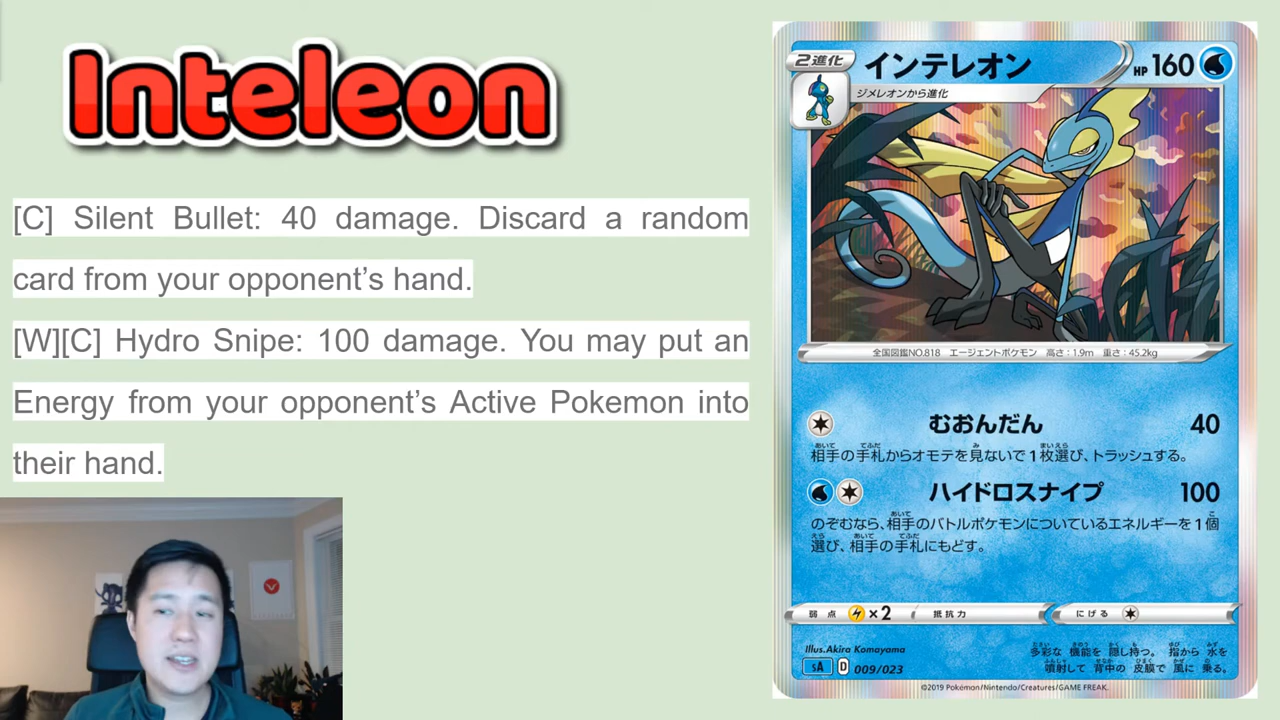 Inteleon
[C] Silent Bullet: 40 damage. Discard a random
card from your opponent’s hand.
[W][C] Hydro Snipe: 100 damage. You may put an
Energy from your opponent’s Active Pokemon into
their hand.
2進化
インテレオン
HP 160
ジメレオンから進化
全国図鑑NO.818 エージェントポケモン 高さ:1.9m 重さ:45.2kg
むおんだん 40
相手の手札からオモテを見ないで1枚選び、トラッシュする。
ハイドロスナイプ 100
のぞむなら、相手のバトルポケモンについているエネルギーを1個
選び、相手の手札にもどす。
弱点 ×2 抵抗力 にげる
Illus.Akira Komayama
sA D 009/023
多彩な 機能を 隠し持つ。 指から 水を
噴射して 背中の 皮膜で 風に 乗る。
©2019 Pokémon/Nintendo/Creatures/GAME FREAK.